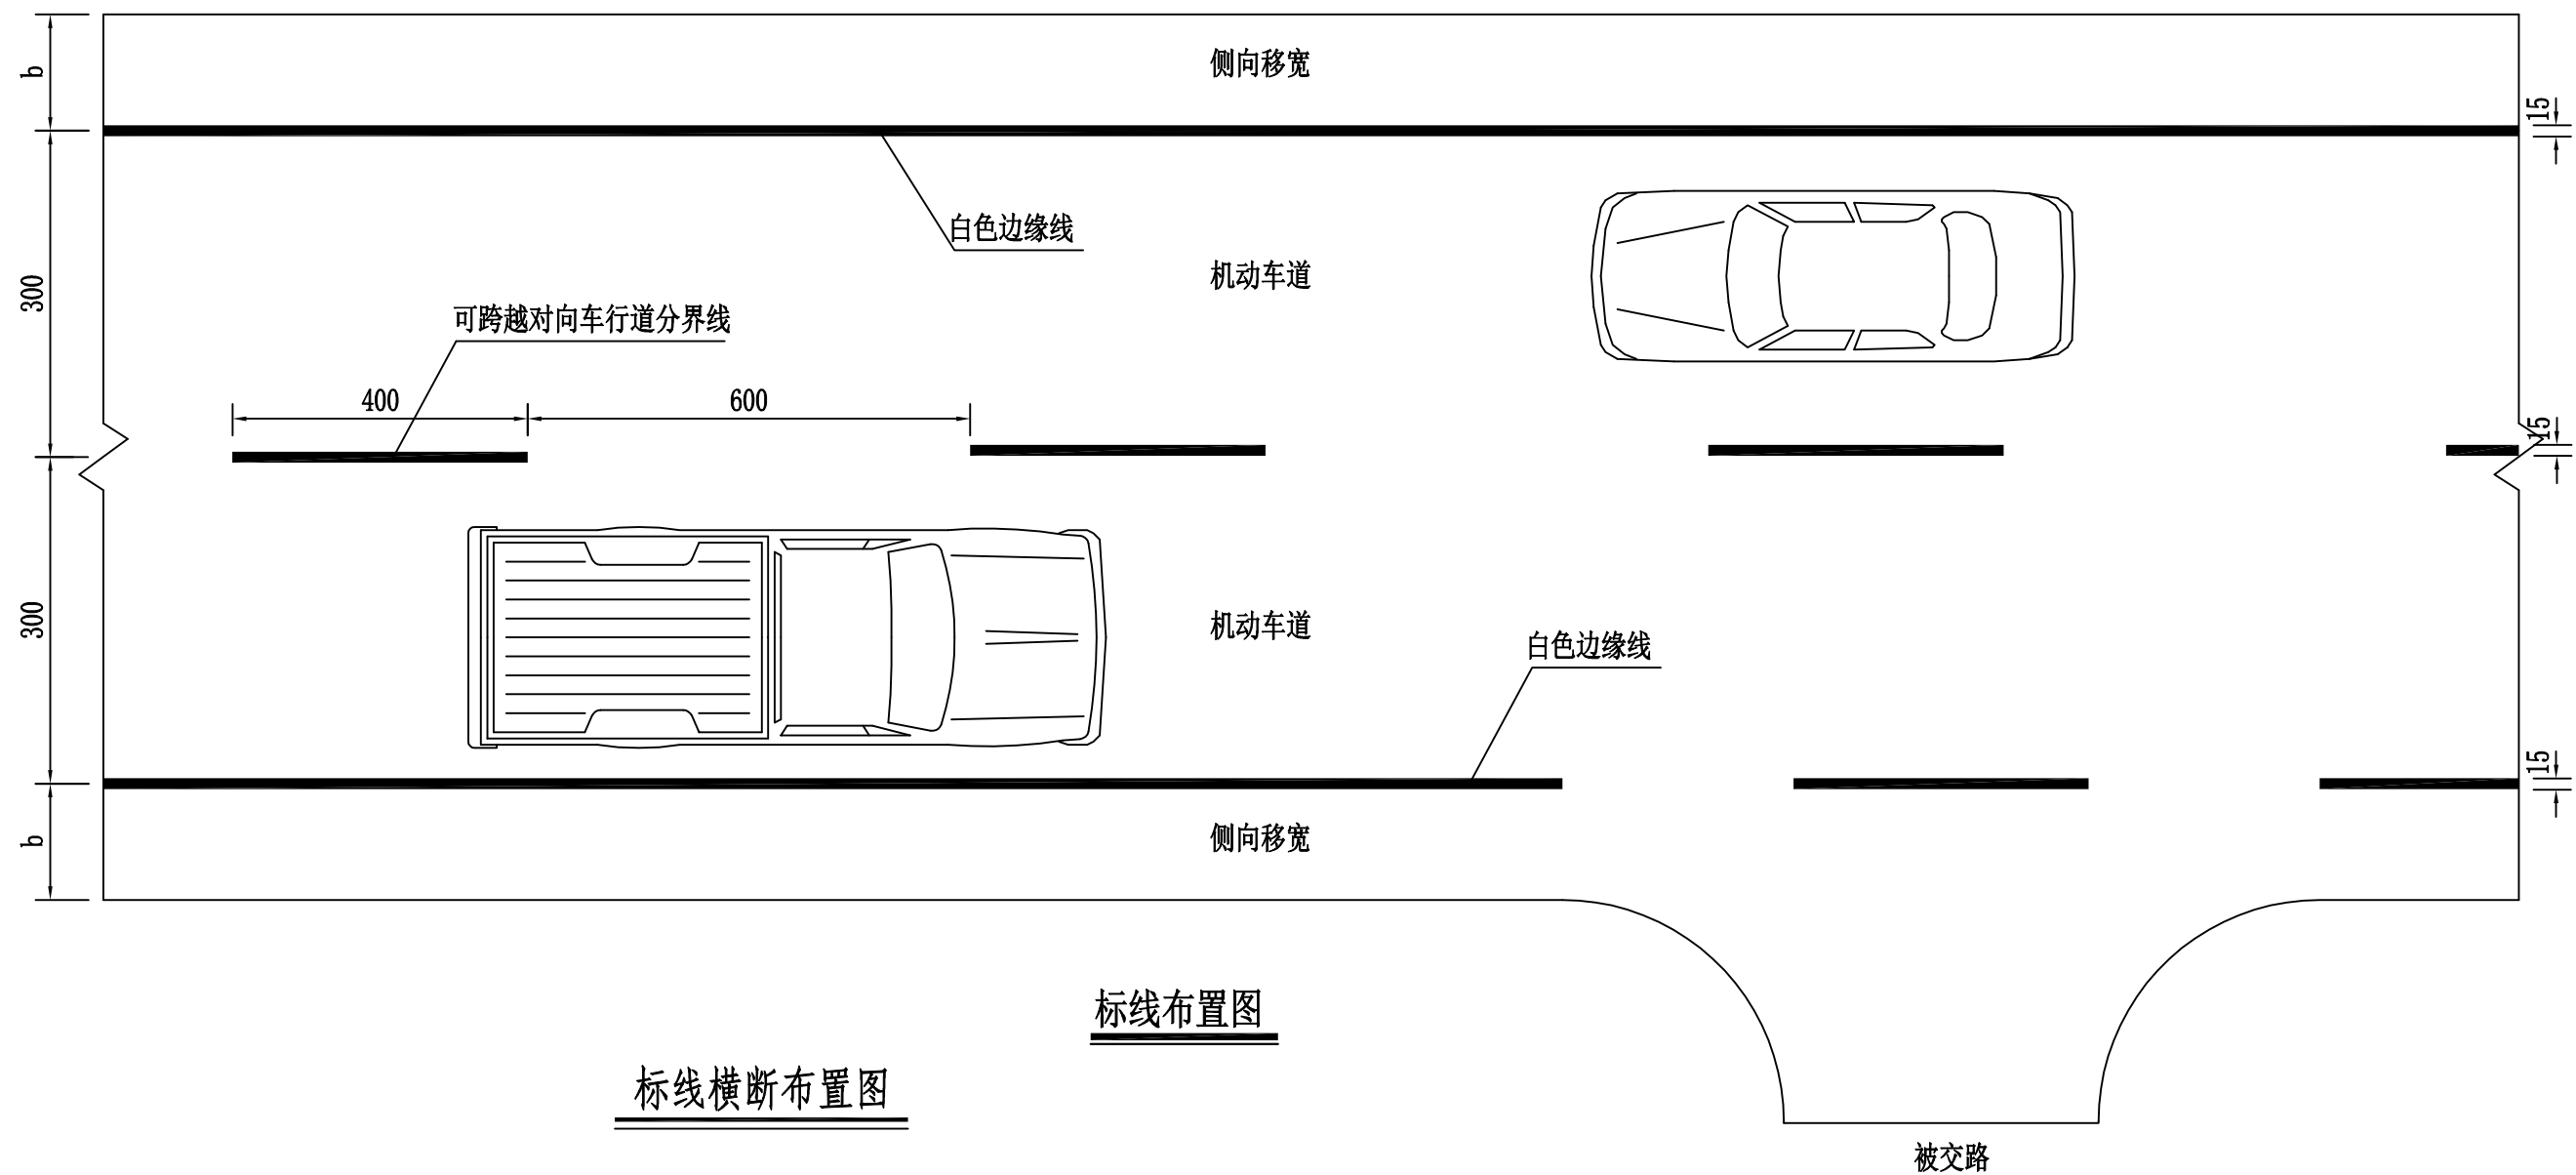 侧向移宽
b
15
白色边缘线
机动车道
300
可跨越对向车行道分界线
400
600
15
300
机动车道
白色边缘线
15
b
侧向移宽
标线布置图
标线横断布置图
被交路